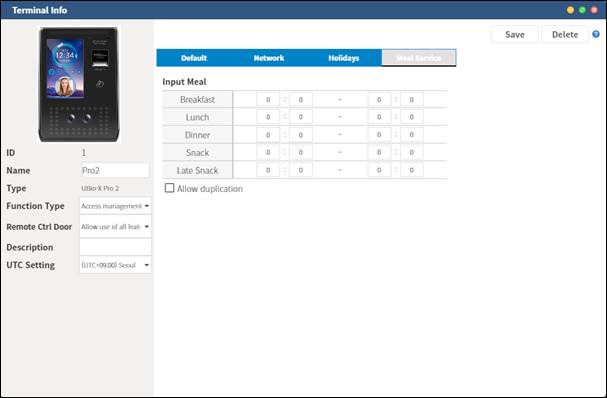 Terminal Info
Save Delete ?
Default Network Holidays Meal Service
12:34
Input Meal
Breakfast 0 : 0 - 0 : 0
Lunch 0 : 0 - 0 : 0
Dinner 0 : 0 - 0 : 0
Snack 0 : 0 - 0 : 0
Late Snack 0 : 0 - 0 : 0
Allow duplication
ID 1
Name Pro2
Type UBio-X Pro 2
Function Type Access management
Remote Ctrl Door Allow use of all feat
Description
UTC Setting (UTC+09:00) Seoul